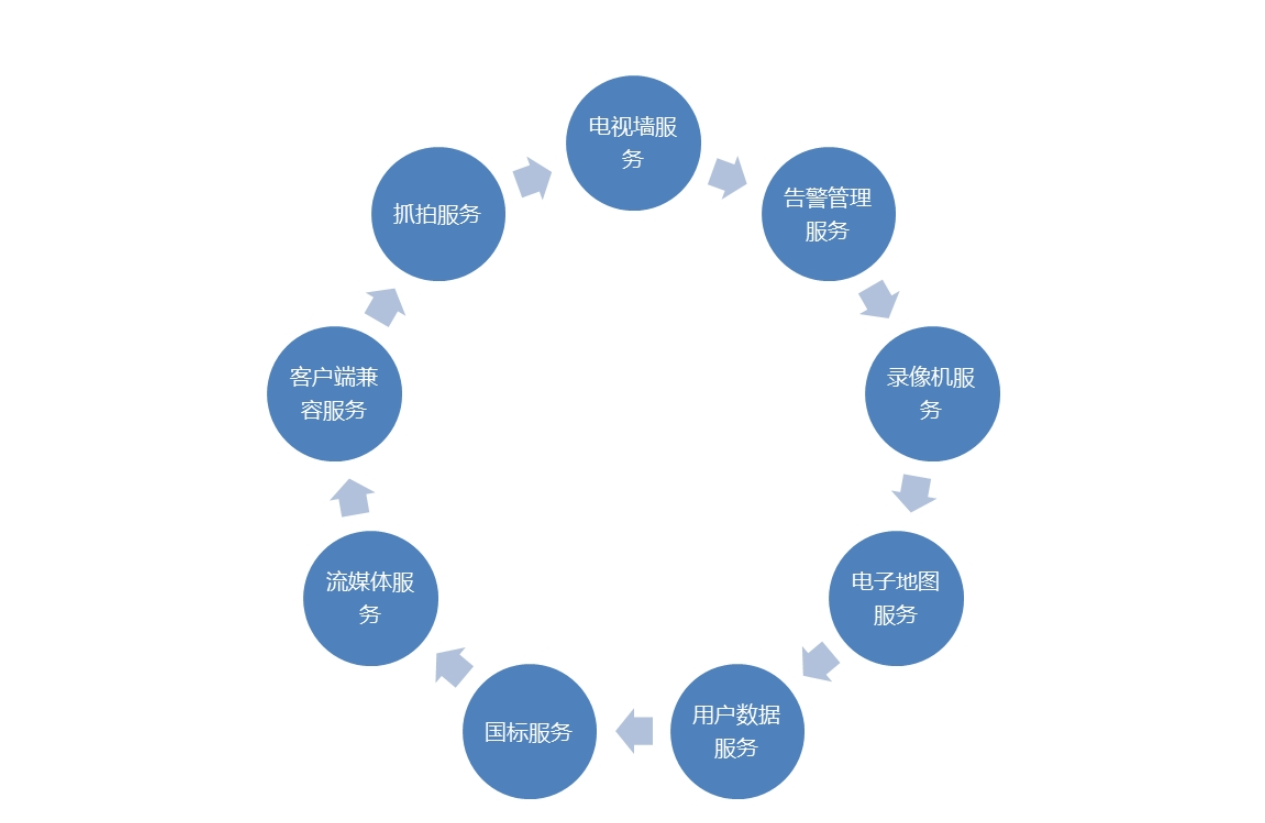 电视墙服
务
告警管理
服务
录像机服
务
电子地图
服务
用户数据
服务
国标服务
流媒体服
务
客户端兼
容服务
抓拍服务